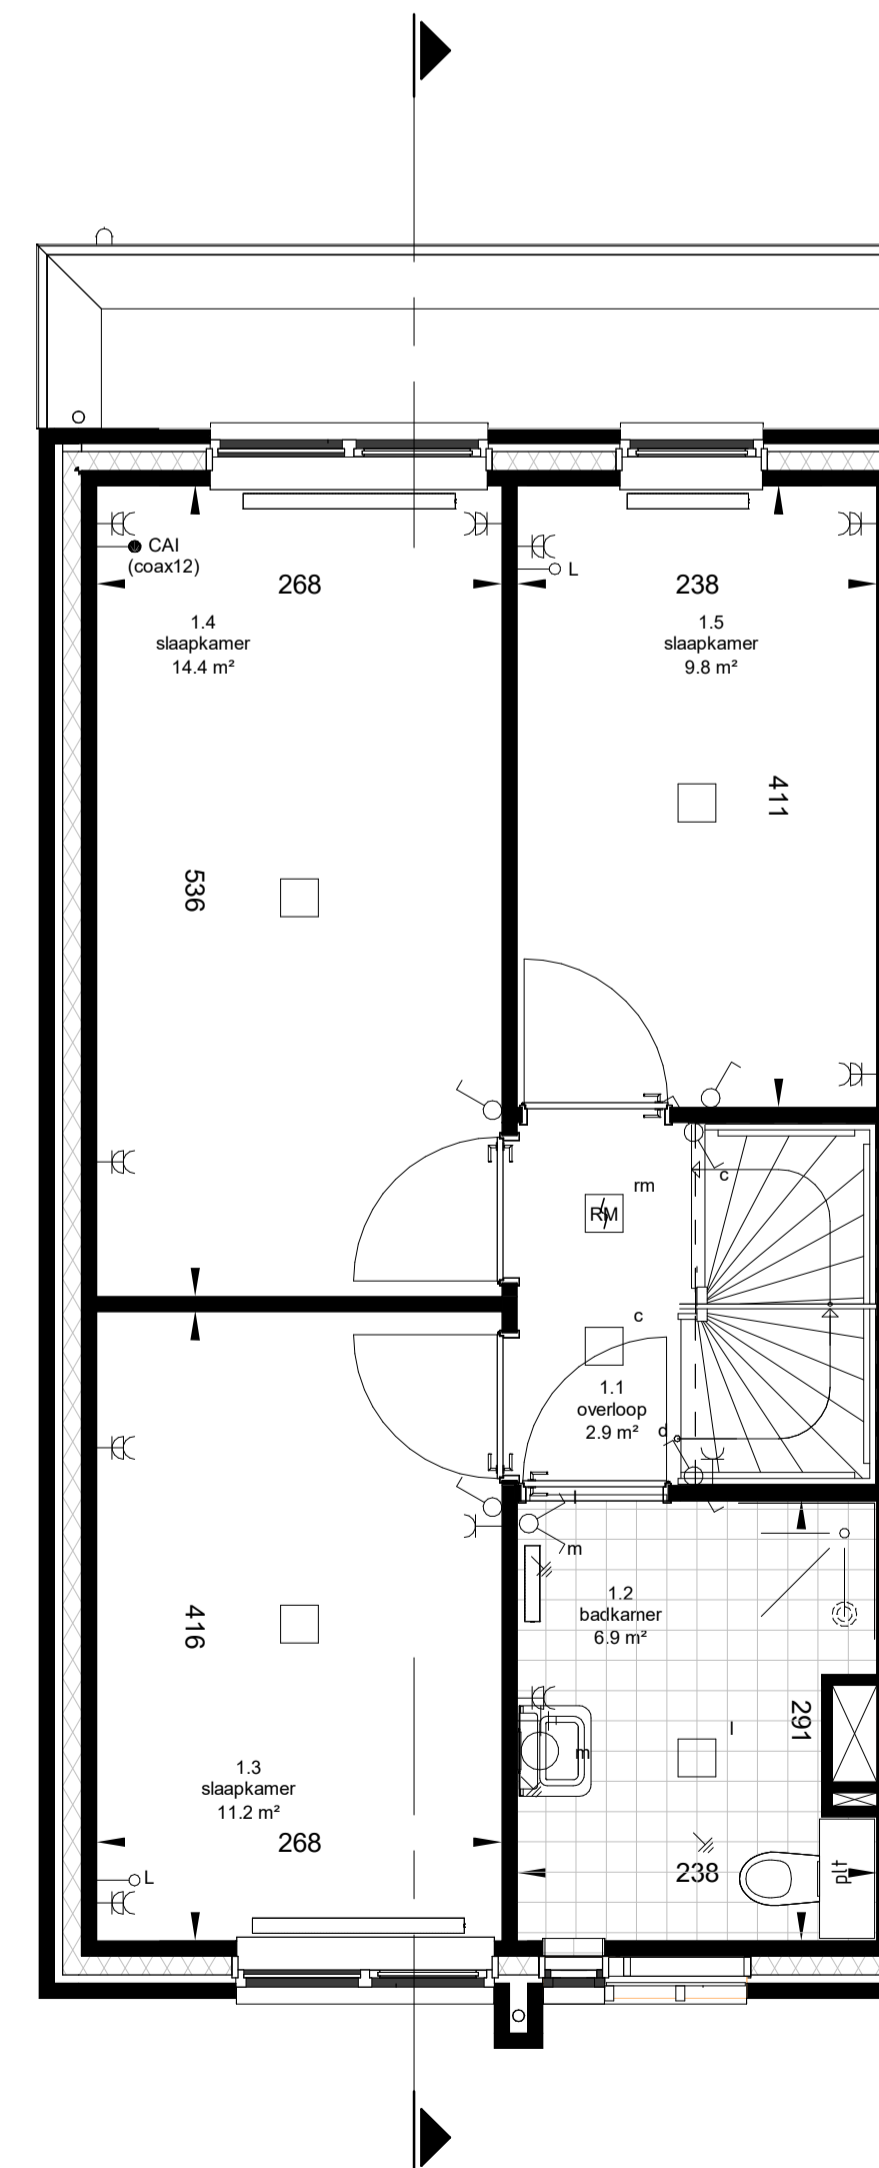 CAI
(coax12)
L
268
238
1.4
slaapkamer
14.4 m²
1.5
slaapkamer
9.8 m²
411
536
c
rm
RM
c
1.1
overloop
2.9 m²
d
l
m
1.2
badkamer
6.9 m²
416
291
l
m
1.3
slaapkamer
11.2 m²
268
238
plt
L